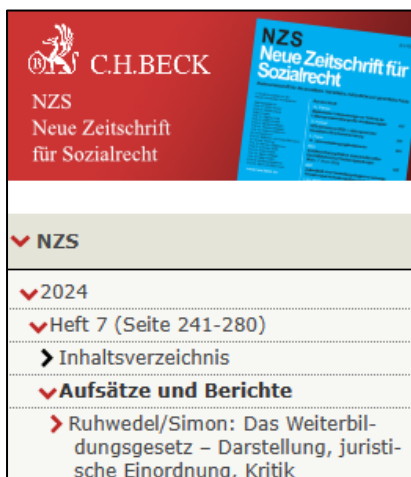 C.H.BECK
NZS
Neue Zeitschrift
für Sozialrecht
NZS
Neue Zeitschrift für
Sozialrecht
NZS
2024
Heft 7 (Seite 241-280)
Inhaltsverzeichnis
Aufsätze und Berichte
Ruhwedel/Simon: Das Weiterbil-
dungsgesetz – Darstellung, juristi-
sche Einordnung, Kritik